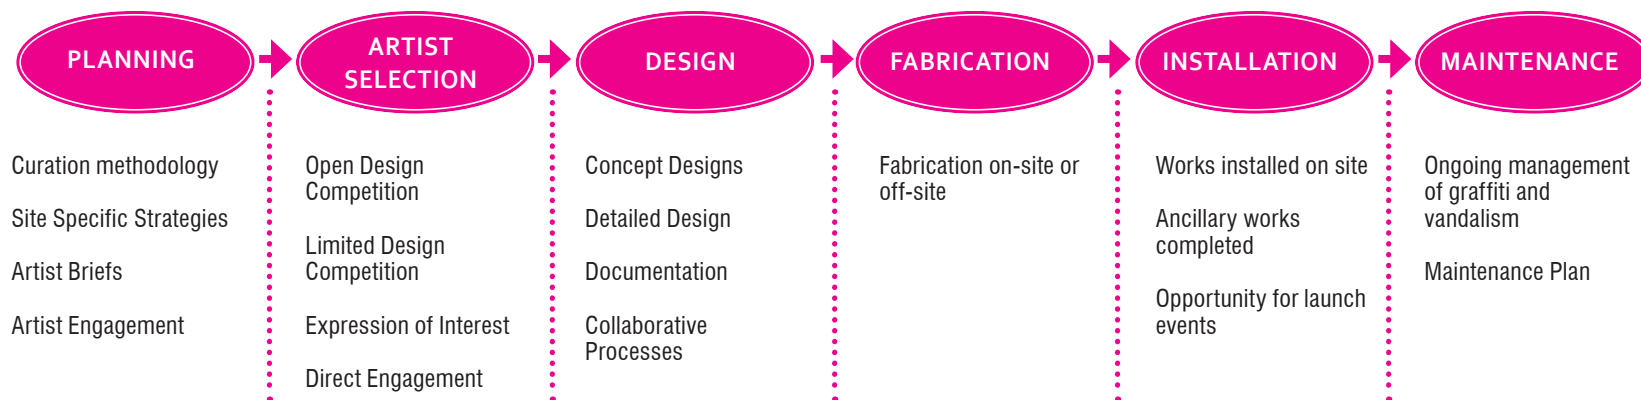 PLANNING
ARTIST
SELECTION
DESIGN
FABRICATION
INSTALLATION
MAINTENANCE
Curation methodology
Site Specific Strategies
Artist Briefs
Artist Engagement
Open Design
Competition
Limited Design
Competition
Expression of Interest
Direct Engagement
Concept Designs
Detailed Design
Documentation
Collaborative
Processes
Fabrication on-site or
off-site
Works installed on site
Ancillary works
completed
Opportunity for launch
events
Ongoing management
of graffiti and
vandalism
Maintenance Plan